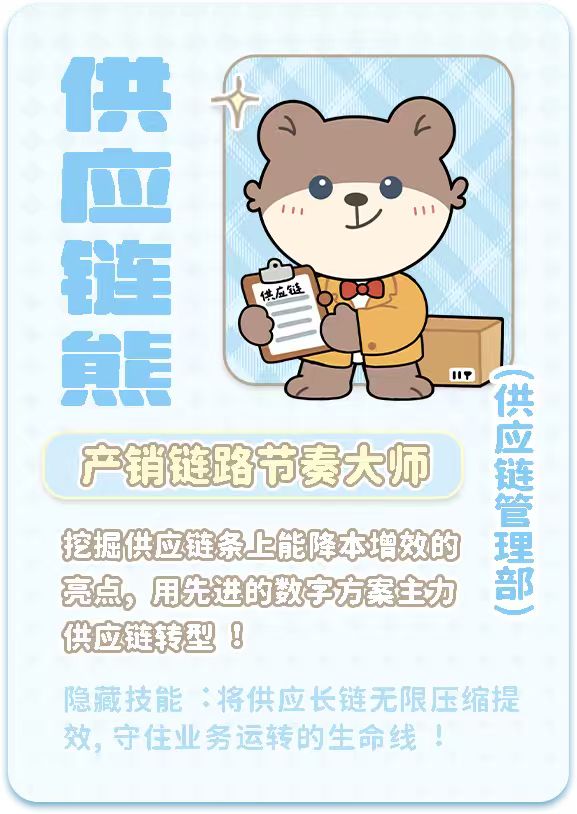 供应链熊
供应链
(供应链管理部)
产销链路节奏大师
挖掘供应链条上能降本增效的
亮点，用先进的数字方案主力
供应链转型！
隐藏技能：将供应长链无限压缩提
效，守住业务运转的生命线！